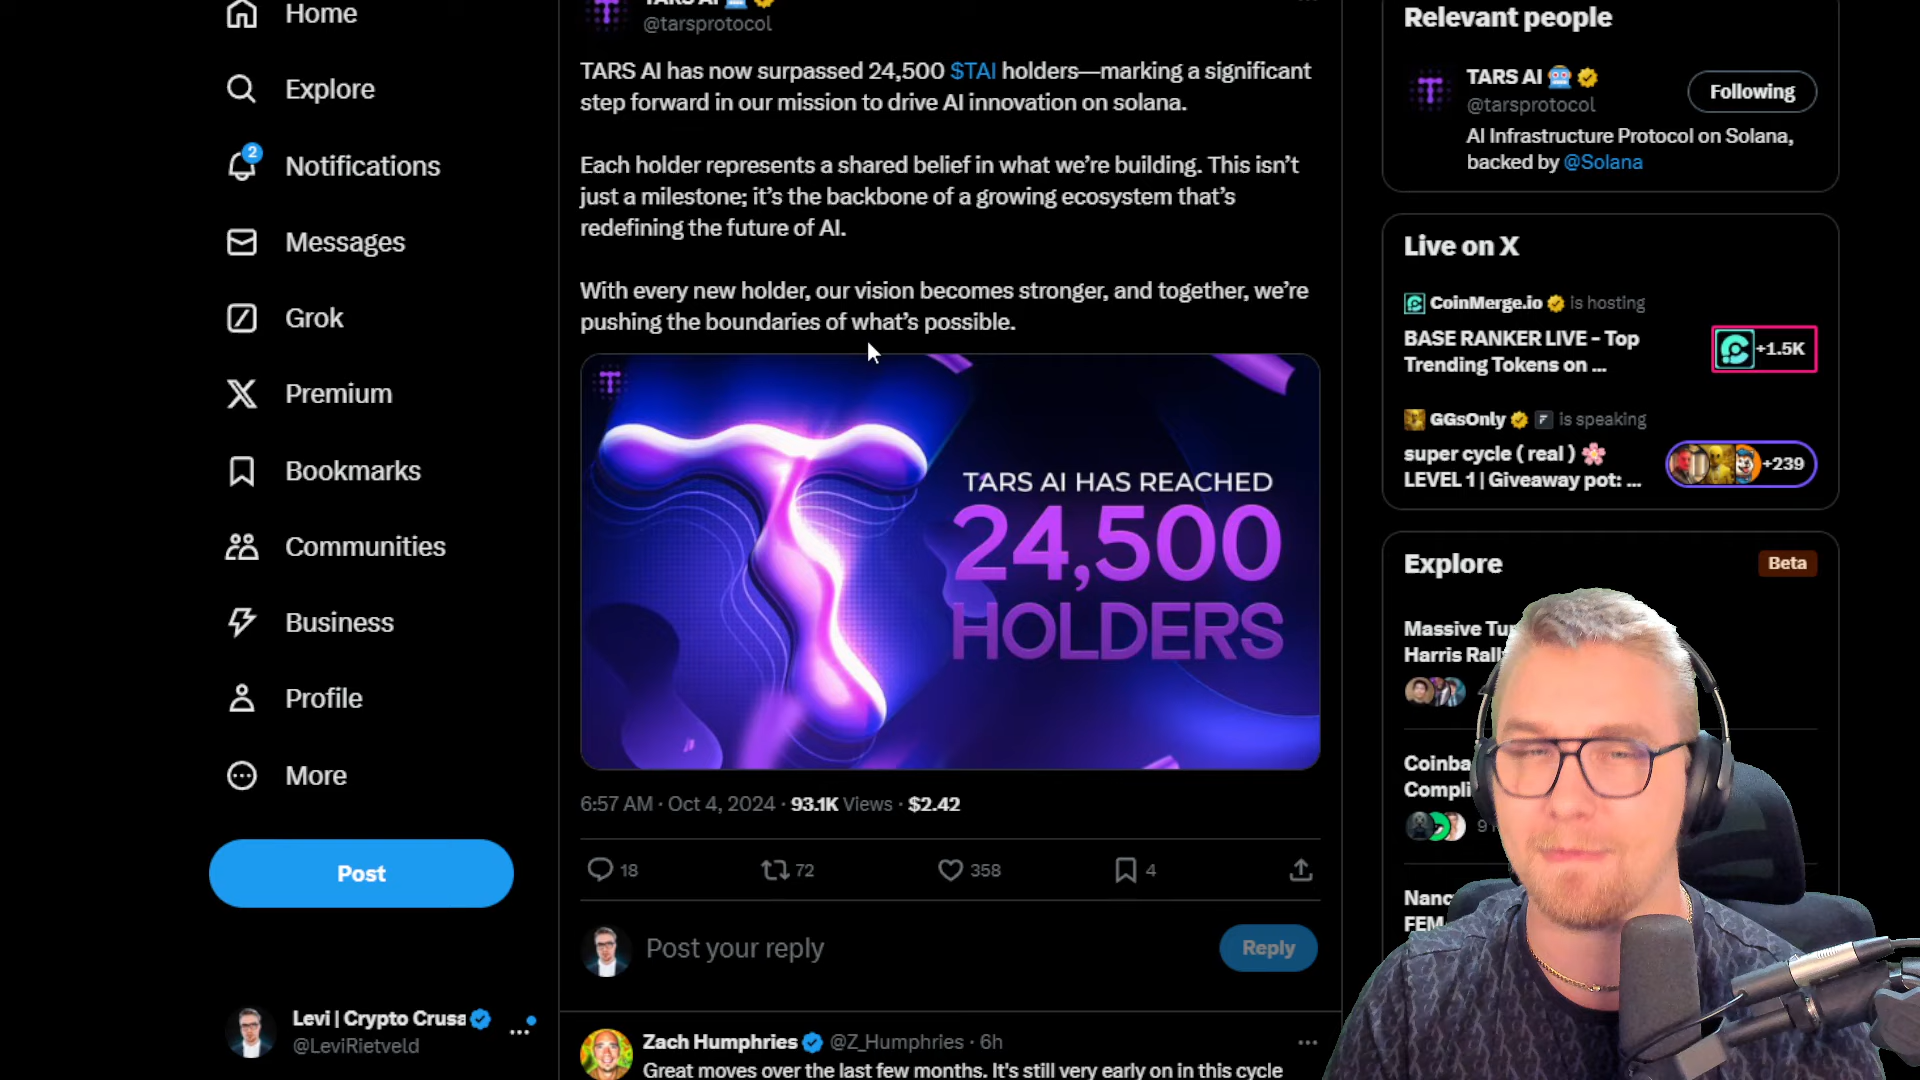 Home
Explore
2
Notifications
Messages
Grok
Premium
Bookmarks
Communities
Business
Profile
More
Post
Levi | Crypto Crusa
@LeviRietveld
TARS AI
@tarsprotocol
TARS AI has now surpassed 24,500 $TAI holders—marking a significant
step forward in our mission to drive AI innovation on solana.
Each holder represents a shared belief in what we’re building. This isn’t
just a milestone; it’s the backbone of a growing ecosystem that’s
redefining the future of AI.
With every new holder, our vision becomes stronger, and together, we’re
pushing the boundaries of what’s possible.
TARS AI HAS REACHED
24,500
HOLDERS
6:57 AM · Oct 4, 2024 · 93.1K Views · $2.42
18 72 358 4
Post your reply
Reply
Zach Humphries @Z_Humphries · 6h
Great moves over the last few months. It's still very early on in this cycle
Relevant people
TARS AI
@tarsprotocol
Following
AI Infrastructure Protocol on Solana,
backed by @Solana
Live on X
CoinMerge.io is hosting
BASE RANKER LIVE – Top
Trending Tokens on ...
+1.5K
GGsOnly is speaking
super cycle ( real )
LEVEL 1 | Giveaway pot: ...
+239
Explore
Beta
Massive Tu
Harris Rall
Coinba
Compli
9
Nanc
FEM